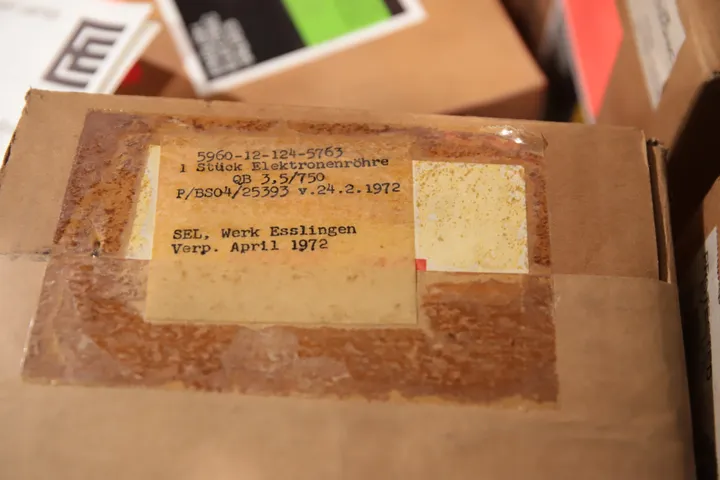 5960-12-124-5763
1 Stück Elektronenröhre
QB 3,5/750
P/BS04/25393 v.24.2.1972
SEL, Werk Esslingen
Verp. April 1972